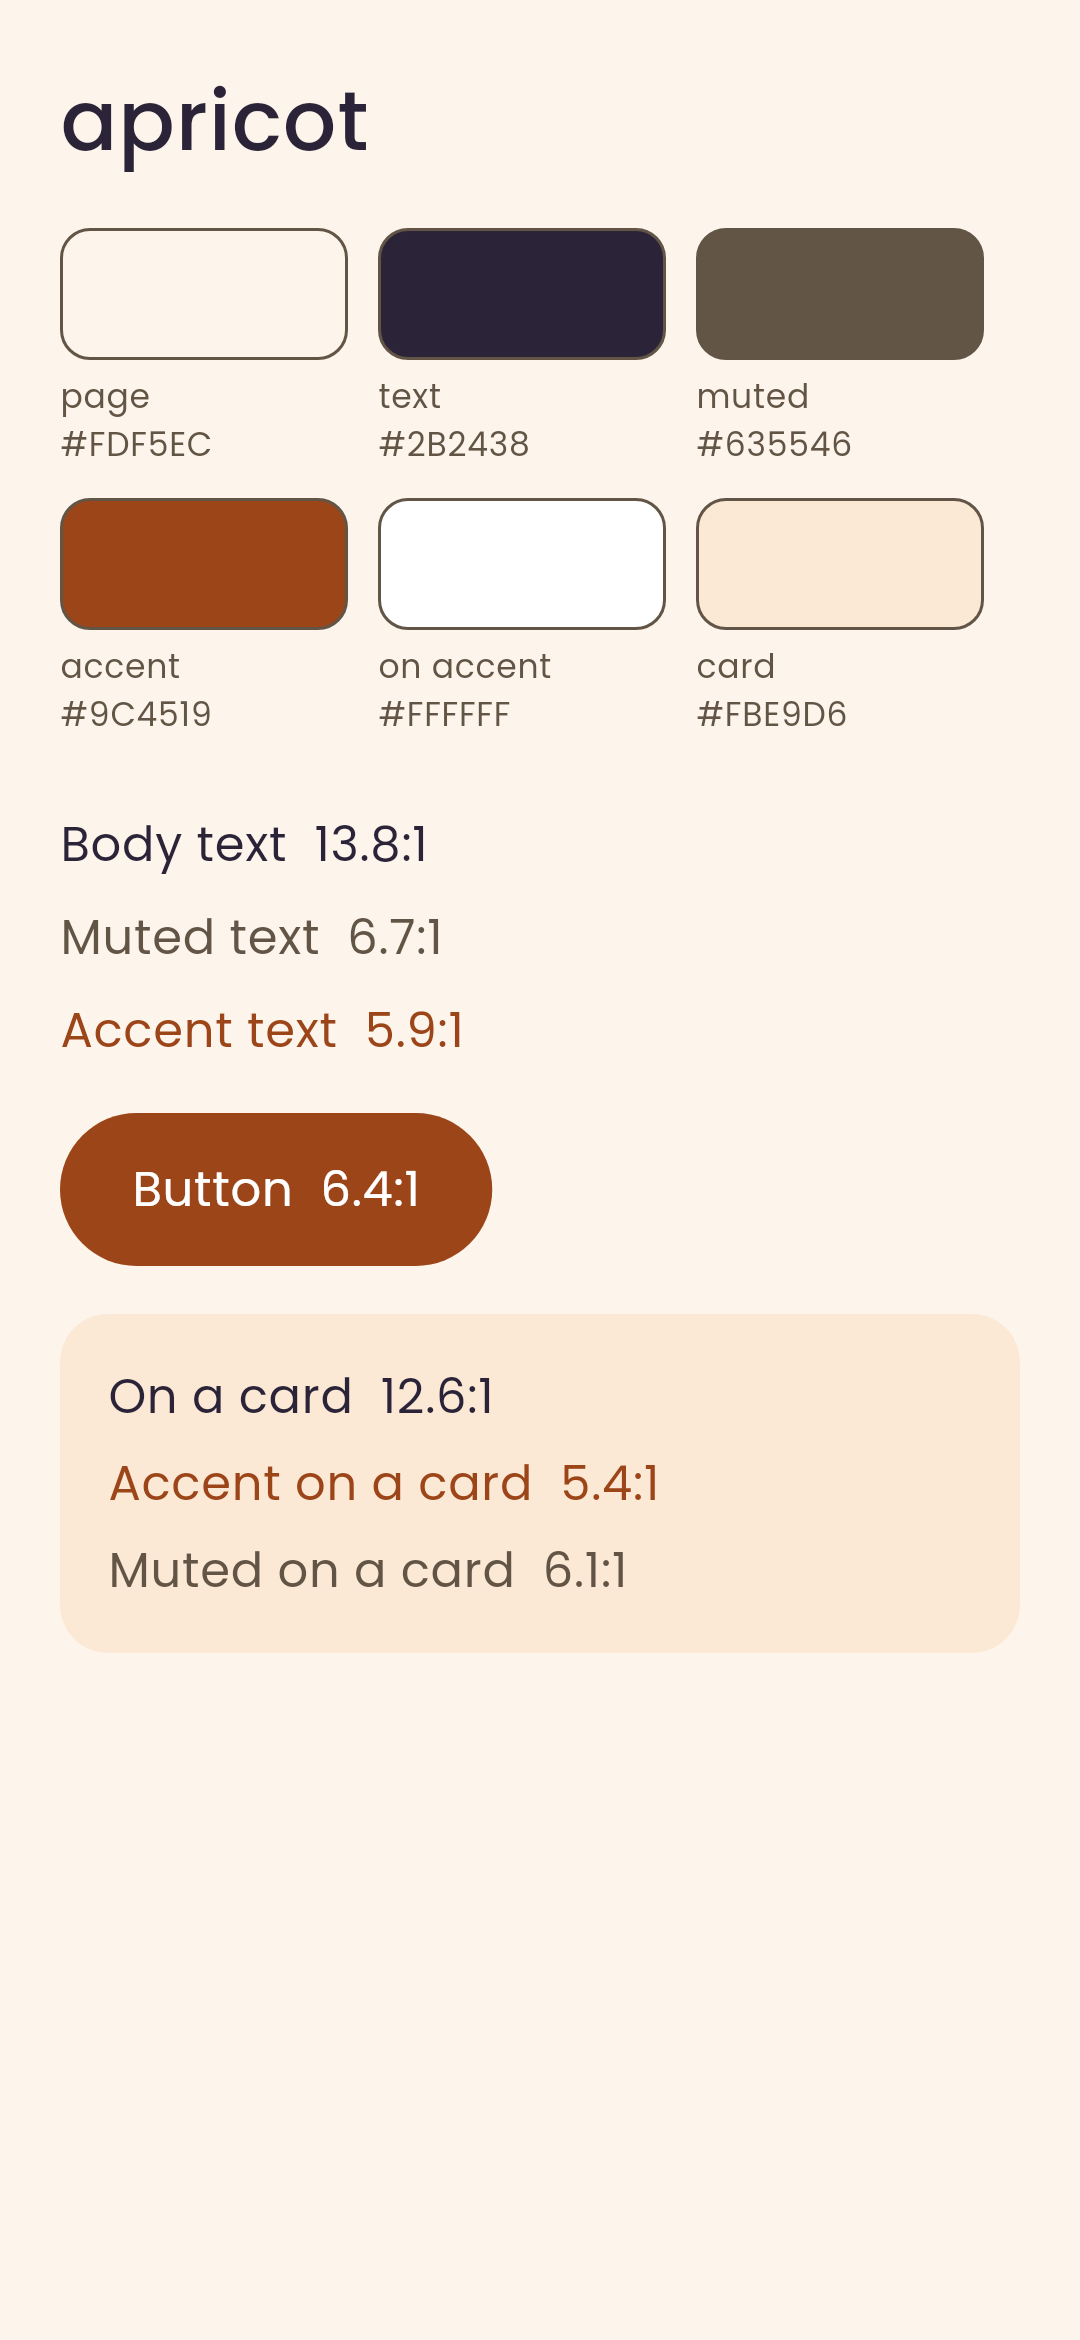 apricot
page text muted
#FDF5EC #2B2438 #635546
accent on accent card
#9C4519 #FFFFFF #FBE9D6
Body text 13.8:1
Muted text 6.7:1
Accent text 5.9:1
Button 6.4:1
On a card 12.6:1
Accent on a card 5.4:1
Muted on a card 6.1:1